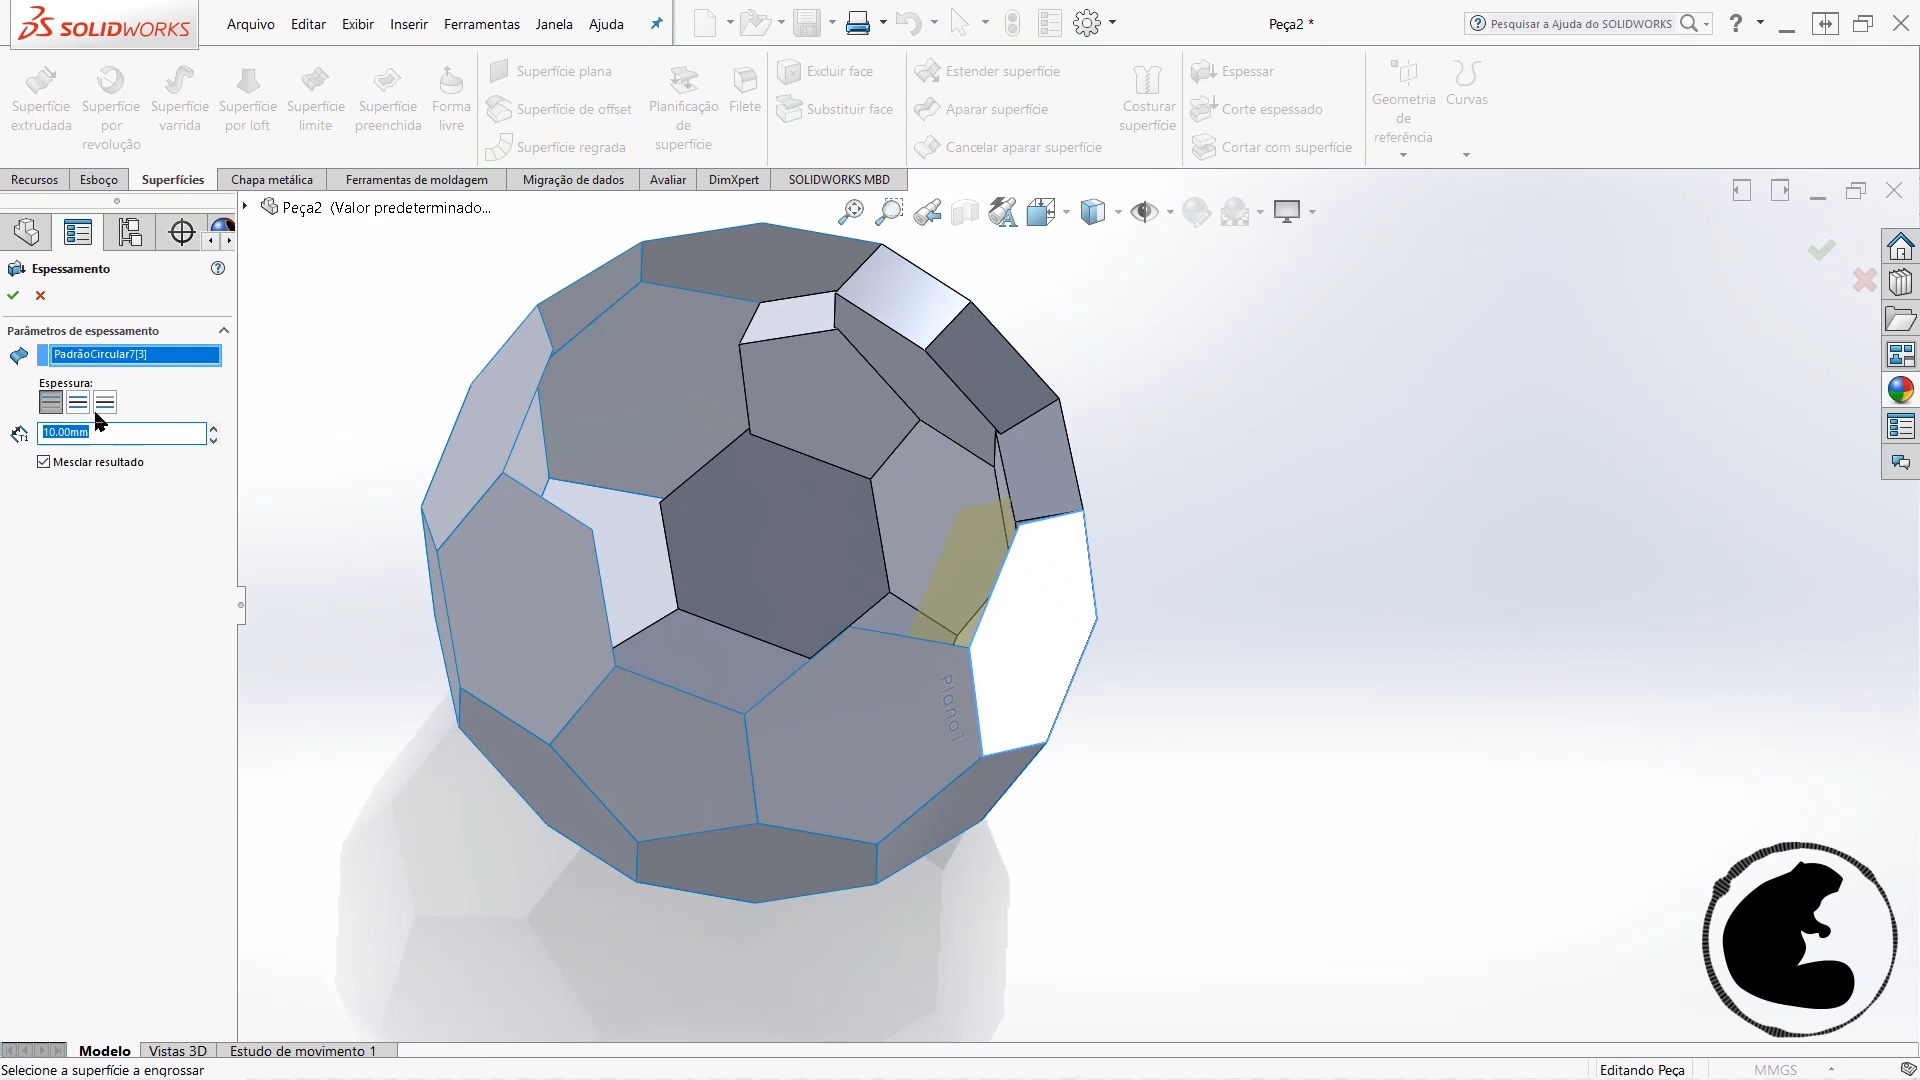 SOLIDWORKS
Arquivo Editar Exibir Inserir Ferramentas Janela Ajuda
Peça2 *
Pesquisar a Ajuda do SOLIDWORKS
?
Superfície extrudada
Superfície por revolução
Superfície varrida
Superfície por loft
Superfície limite
Superfície preenchida
Forma livre
Superfície plana
Superfície de offset
Superfície regrada
Planificação de superfície
Filete
Excluir face
Substituir face
Estender superfície
Aparar superfície
Cancelar aparar superfície
Costurar superfície
Espessar
Corte espessado
Cortar com superfície
Geometria de referência
Curvas
Recursos Esboço Superfícies Chapa metálica Ferramentas de moldagem Migração de dados Avaliar DimXpert SOLIDWORKS MBD
Peça2 (Valor predeterminado...
Espessamento
Parâmetros de espessamento
PadrãoCircular7[3]
Espessura:
T1
10.00mm
Mesclar resultado
Plano1
Modelo Vistas 3D Estudo de movimento 1
Selecione a superfície a engrossar
Editando Peça
MMGS